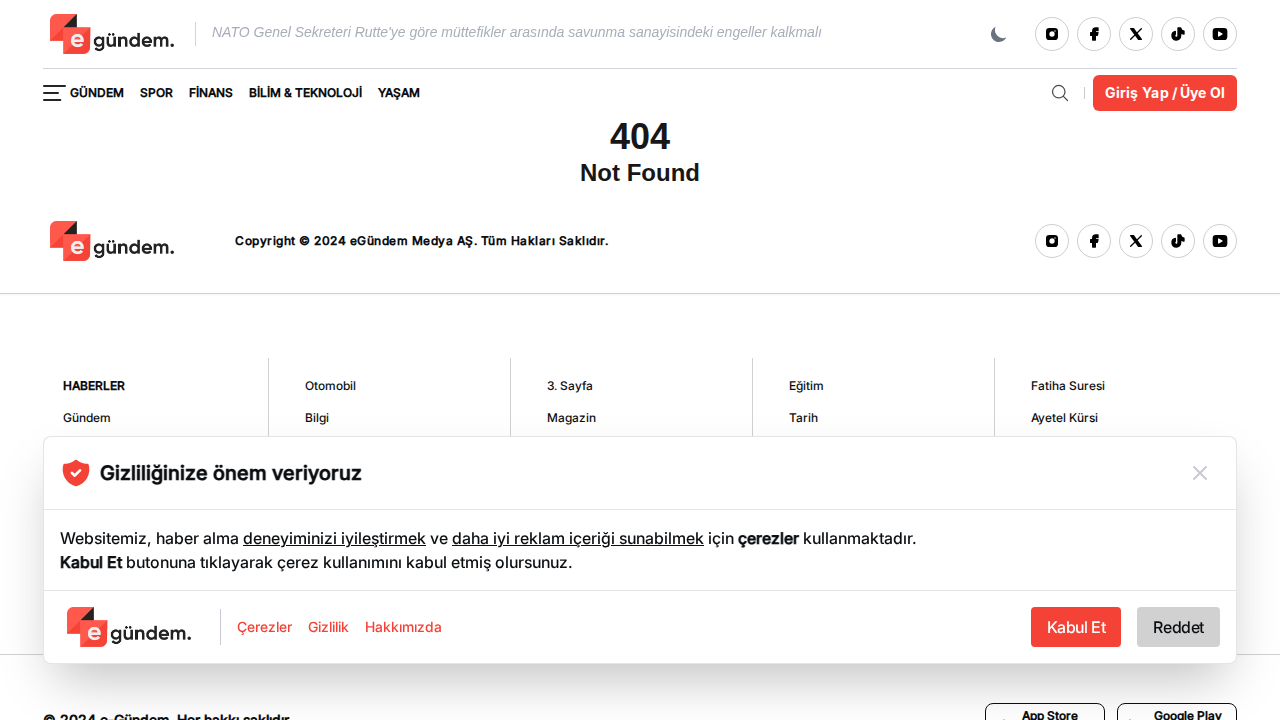 e gündem.
NATO Genel Sekreteri Rutte'ye göre müttefikler arasında savunma sanayisindeki engeller kalkmalı
GÜNDEM SPOR FİNANS BİLİM & TEKNOLOJİ YAŞAM
Giriş Yap / Üye Ol
404
Not Found
e gündem.
Copyright © 2024 eGündem Medya AŞ. Tüm Hakları Saklıdır.
HABERLER Otomobil 3. Sayfa Eğitim Fatiha Suresi
Gündem Bilgi Magazin Tarih Ayetel Kürsi
Gizliliğinize önem veriyoruz
Websitemiz, haber alma deneyiminizi iyileştirmek ve daha iyi reklam içeriği sunabilmek için çerezler kullanmaktadır.
Kabul Et butonuna tıklayarak çerez kullanımını kabul etmiş olursunuz.
e gündem.
Çerezler Gizlilik Hakkımızda
Kabul Et Reddet
© 2024 e-Gündem. Her hakkı saklıdır.
App Store Google Play